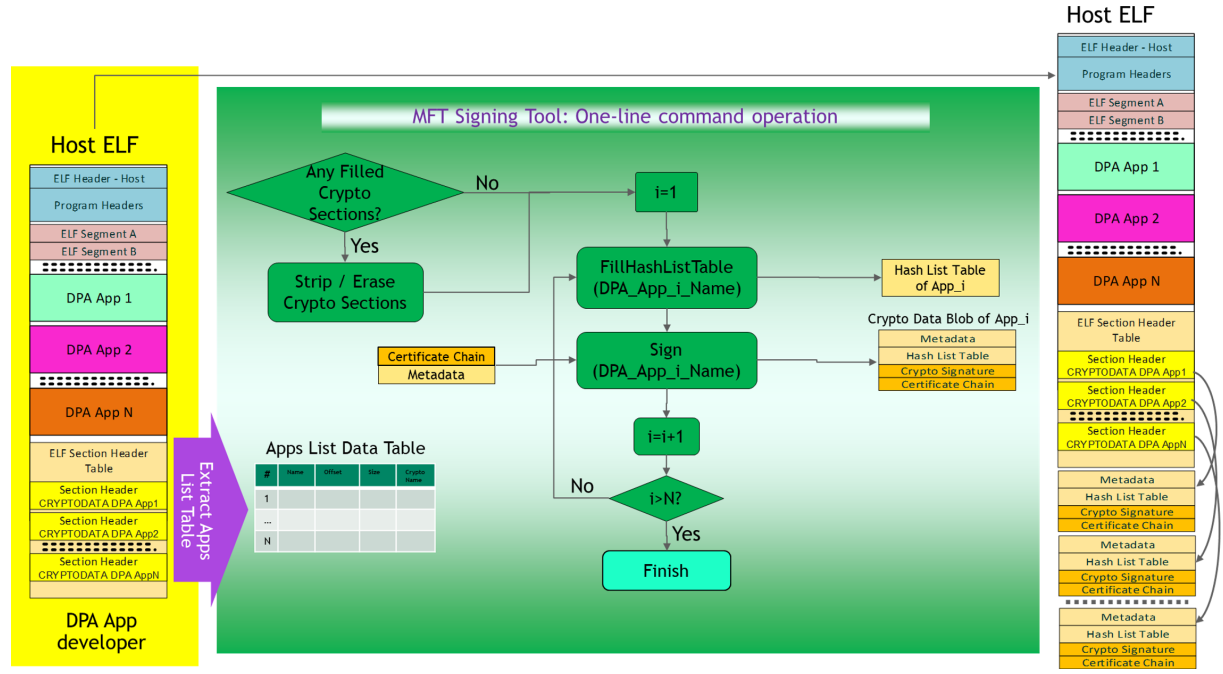 Host ELF
ELF Header - Host
Program Headers
ELF Segment A
ELF Segment B
DPA App 1
DPA App 2
DPA App N
ELF Section Header
Table
Section Header
CRYPTODATA DPA App1
Section Header
CRYPTODATA DPA App2
Section Header
CRYPTODATA DPA AppN
DPA App
developer
Extract Apps
List Table
MFT Signing Tool: One-line command operation
Any Filled
Crypto
Sections?
No
Yes
Strip / Erase
Crypto Sections
i=1
FillHashListTable
(DPA_App_i_Name)
Hash List Table
of App_i
Certificate Chain
Metadata
Sign
(DPA_App_i_Name)
Crypto Data Blob of App_i
Metadata
Hash List Table
Crypto Signature
Certificate Chain
i=i+1
i>N?
No
Yes
Finish
Apps List Data Table
# Name Offset Size Crypto
Name
1
...
N
Host ELF
ELF Header - Host
Program Headers
ELF Segment A
ELF Segment B
DPA App 1
DPA App 2
DPA App N
ELF Section Header
Table
Section Header
CRYPTODATA DPA App1
Section Header
CRYPTODATA DPA App2
Section Header
CRYPTODATA DPA AppN
Metadata
Hash List Table
Crypto Signature
Certificate Chain
Metadata
Hash List Table
Crypto Signature
Certificate Chain
Metadata
Hash List Table
Crypto Signature
Certificate Chain